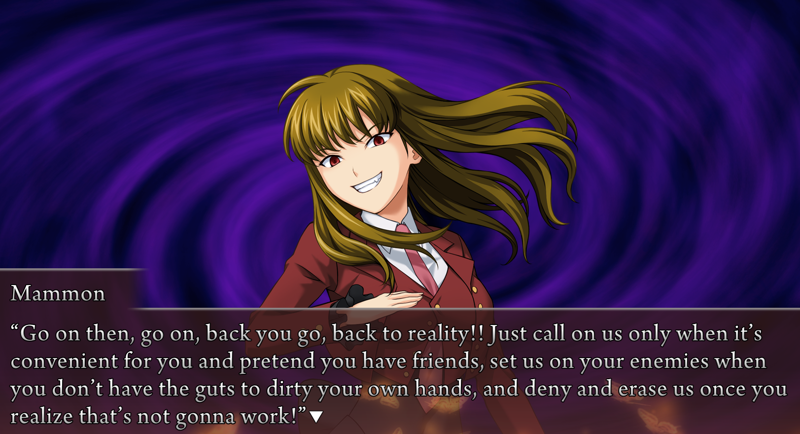 Mammon
“Go on then, go on, back you go, back to reality!! Just call on us only when it’s
convenient for you and pretend you have friends, set us on your enemies when
you don’t have the guts to dirty your own hands, and deny and erase us once you
realize that’s not gonna work!”▼